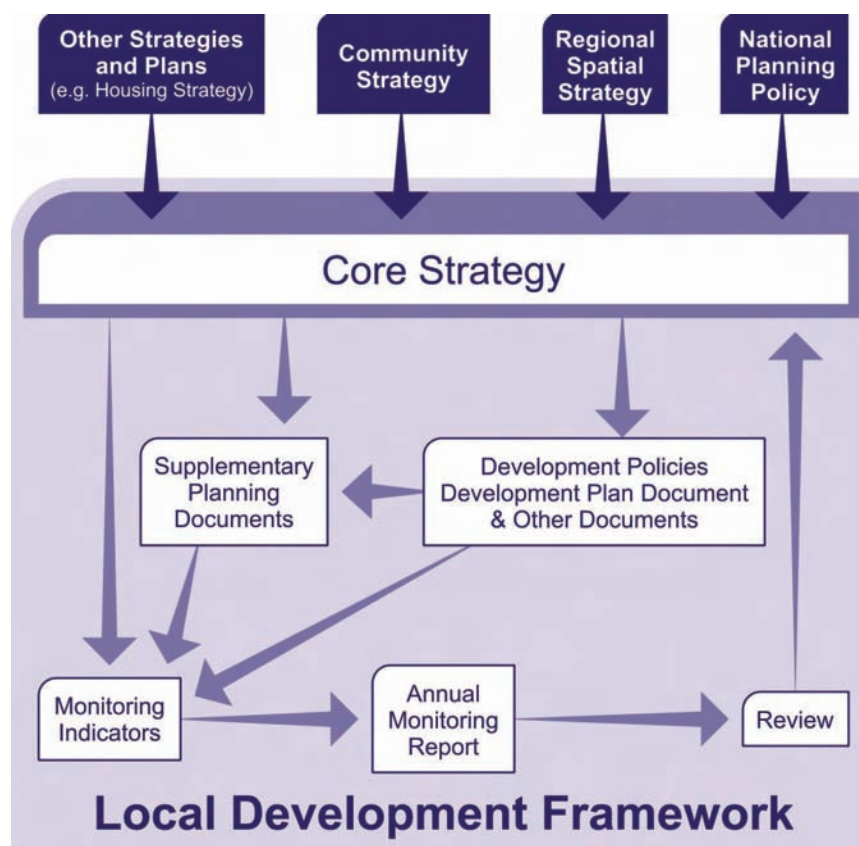 Other Strategies
and Plans
(e.g. Housing Strategy)
Community
Strategy
Regional
Spatial
Strategy
National
Planning
Policy
Core Strategy
Supplementary
Planning
Documents
Development Policies
Development Plan Document
& Other Documents
Monitoring
Indicators
Annual
Monitoring
Report
Review
Local Development Framework